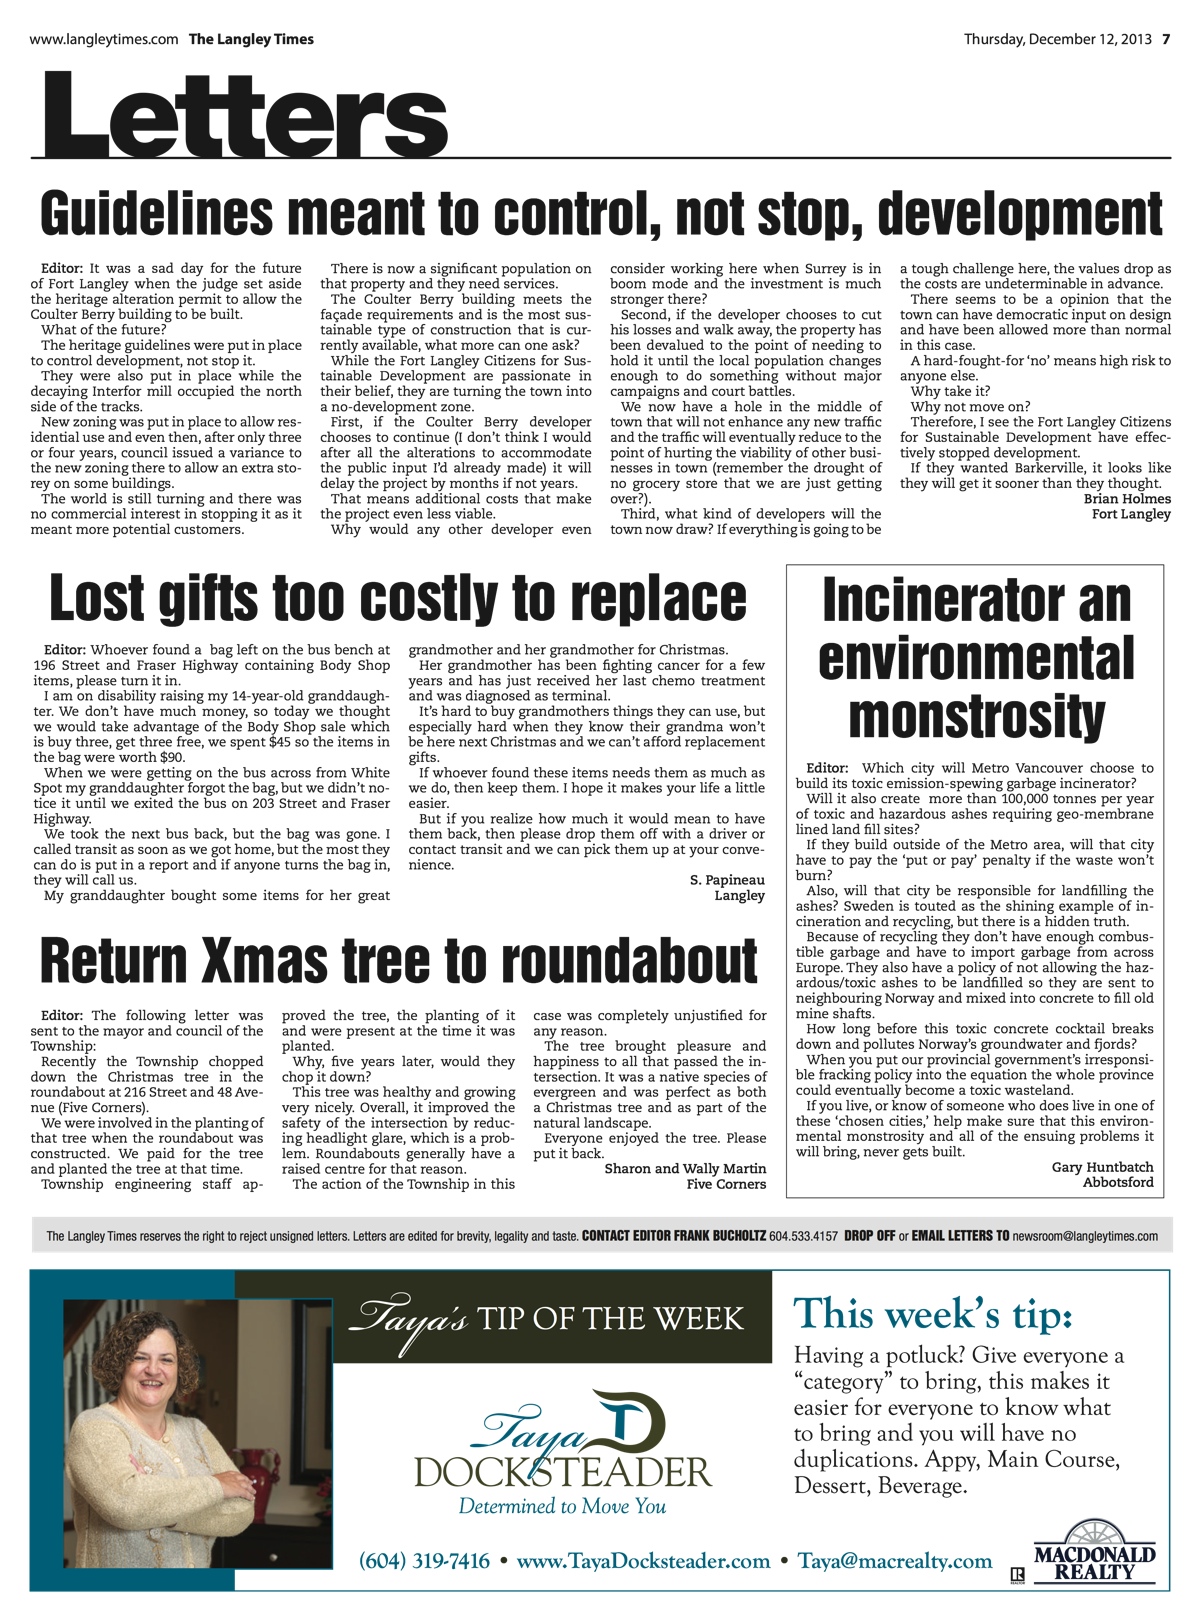 www.langleytimes.com The Langley Times
Thursday, December 12, 2013 7
Letters
Guidelines meant to control, not stop, development
Editor: It was a sad day for the future
of Fort Langley when the judge set aside
the heritage alteration permit to allow the
Coulter Berry building to be built.
What of the future?
The heritage guidelines were put in place
to control development, not stop it.
They were also put in place while the
decaying Interfor mill occupied the north
side of the tracks.
New zoning was put in place to allow res-
idential use and even then, after only three
or four years, council issued a variance to
the new zoning there to allow an extra sto-
rey on some buildings.
The world is still turning and there was
no commercial interest in stopping it as it
meant more potential customers.
There is now a significant population on
that property and they need services.
The Coulter Berry building meets the
façade requirements and is the most sus-
tainable type of construction that is cur-
rently available, what more can one ask?
While the Fort Langley Citizens for Sus-
tainable Development are passionate in
their belief, they are turning the town into
a no-development zone.
First, if the Coulter Berry developer
chooses to continue (I don't think I would
after all the alterations to accommodate
the public input I'd already made) it will
delay the project by months if not years.
That means additional costs that make
the project even less viable.
Why would any other developer even
consider working here when Surrey is in
boom mode and the investment is much
stronger there?
Second, if the developer chooses to cut
his losses and walk away, the property has
been devalued to the point of needing to
hold it until the local population changes
enough to do something without major
campaigns and court battles.
We now have a hole in the middle of
town that will not enhance any new traffic
and the traffic will eventually reduce to the
point of hurting the viability of other busi-
nesses in town (remember the drought of
no grocery store that we are just getting
over?).
Third, what kind of developers will the
town now draw? If everything is going to be
a tough challenge here, the values drop as
the costs are undeterminable in advance.
There seems to be a opinion that the
town can have democratic input on design
and have been allowed more than normal
in this case.
A hard-fought-for 'no' means high risk to
anyone else.
Why take it?
Why not move on?
Therefore, I see the Fort Langley Citizens
for Sustainable Development have effec-
tively stopped development.
If they wanted Barkerville, it looks like
they will get it sooner than they thought.
Brian Holmes
Fort Langley
Lost gifts too costly to replace
Editor: Whoever found a bag left on the bus bench at
196 Street and Fraser Highway containing Body Shop
items, please turn it in.
I am on disability raising my 14-year-old granddaugh-
ter. We don't have much money, so today we thought
we would take advantage of the Body Shop sale which
is buy three, get three free, we spent $45 so the items in
the bag were worth $90.
When we were getting on the bus across from White
Spot my granddaughter forgot the bag, but we didn't no-
tice it until we exited the bus on 203 Street and Fraser
Highway.
We took the next bus back, but the bag was gone. I
called transit as soon as we got home, but the most they
can do is put in a report and if anyone turns the bag in,
they will call us.
My granddaughter bought some items for her great
grandmother and her grandmother for Christmas.
Her grandmother has been fighting cancer for a few
years and has just received her last chemo treatment
and was diagnosed as terminal.
It's hard to buy grandmothers things they can use, but
especially hard when they know their grandma won't
be here next Christmas and we can't afford replacement
gifts.
If whoever found these items needs them as much as
we do, then keep them. I hope it makes your life a little
easier.
But if you realize how much it would mean to have
them back, then please drop them off with a driver or
contact transit and we can pick them up at your conve-
nience.
S. Papineau
Langley
Incinerator an
environmental
monstrosity
Editor: Which city will Metro Vancouver choose to
build its toxic emission-spewing garbage incinerator?
Will it also create more than 100,000 tonnes per year
of toxic and hazardous ashes requiring geo-membrane
lined land fill sites?
If they build outside of the Metro area, will that city
have to pay the 'put or pay' penalty if the waste won't
burn?
Also, will that city be responsible for landfilling the
ashes? Sweden is touted as the shining example of in-
cineration and recycling, but there is a hidden truth.
Because of recycling they don't have enough combus-
tible garbage and have to import garbage from across
Europe. They also have a policy of not allowing the haz-
ardous/toxic ashes to be landfilled so they are sent to
neighbouring Norway and mixed into concrete to fill old
mine shafts.
How long before this toxic concrete cocktail breaks
down and pollutes Norway's groundwater and fjords?
When you put our provincial government's irresponsi-
ble fracking policy into the equation the whole province
could eventually become a toxic wasteland.
If you live, or know of someone who does live in one of
these 'chosen cities,' help make sure that this environ-
mental monstrosity and all of the ensuing problems it
will bring, never gets built.
Gary Huntbatch
Abbotsford
Return Xmas tree to roundabout
Editor: The following letter was
sent to the mayor and council of the
Township:
Recently the Township chopped
down the Christmas tree in the
roundabout at 216 Street and 48 Ave-
nue (Five Corners).
We were involved in the planting of
that tree when the roundabout was
constructed. We paid for the tree
and planted the tree at that time.
Township engineering staff ap-
proved the tree, the planting of it
and were present at the time it was
planted.
Why, five years later, would they
chop it down?
This tree was healthy and growing
very nicely. Overall, it improved the
safety of the intersection by reduc-
ing headlight glare, which is a prob-
lem. Roundabouts generally have a
raised centre for that reason.
The action of the Township in this
case was completely unjustified for
any reason.
The tree brought pleasure and
happiness to all that passed the in-
tersection. It was a native species of
evergreen and was perfect as both
a Christmas tree and as part of the
natural landscape.
Everyone enjoyed the tree. Please
put it back.
Sharon and Wally Martin
Five Corners
The Langley Times reserves the right to reject unsigned letters. Letters are edited for brevity, legality and taste. CONTACT EDITOR FRANK BUCHOLTZ 604.533.4157 DROP OFF or EMAIL LETTERS TO newsroom@langleytimes.com
Taya's TIP OF THE WEEK
Taya TD
DOCKSTEADER
Determined to Move You
This week's tip:
Having a potluck? Give everyone a
"category" to bring, this makes it
easier for everyone to know what
to bring and you will have no
duplications. Appy, Main Course,
Dessert, Beverage.
(604) 319-7416 • www.TayaDocksteader.com • Taya@macrealty.com
R
REALTOR
MACDONALD
REALTY